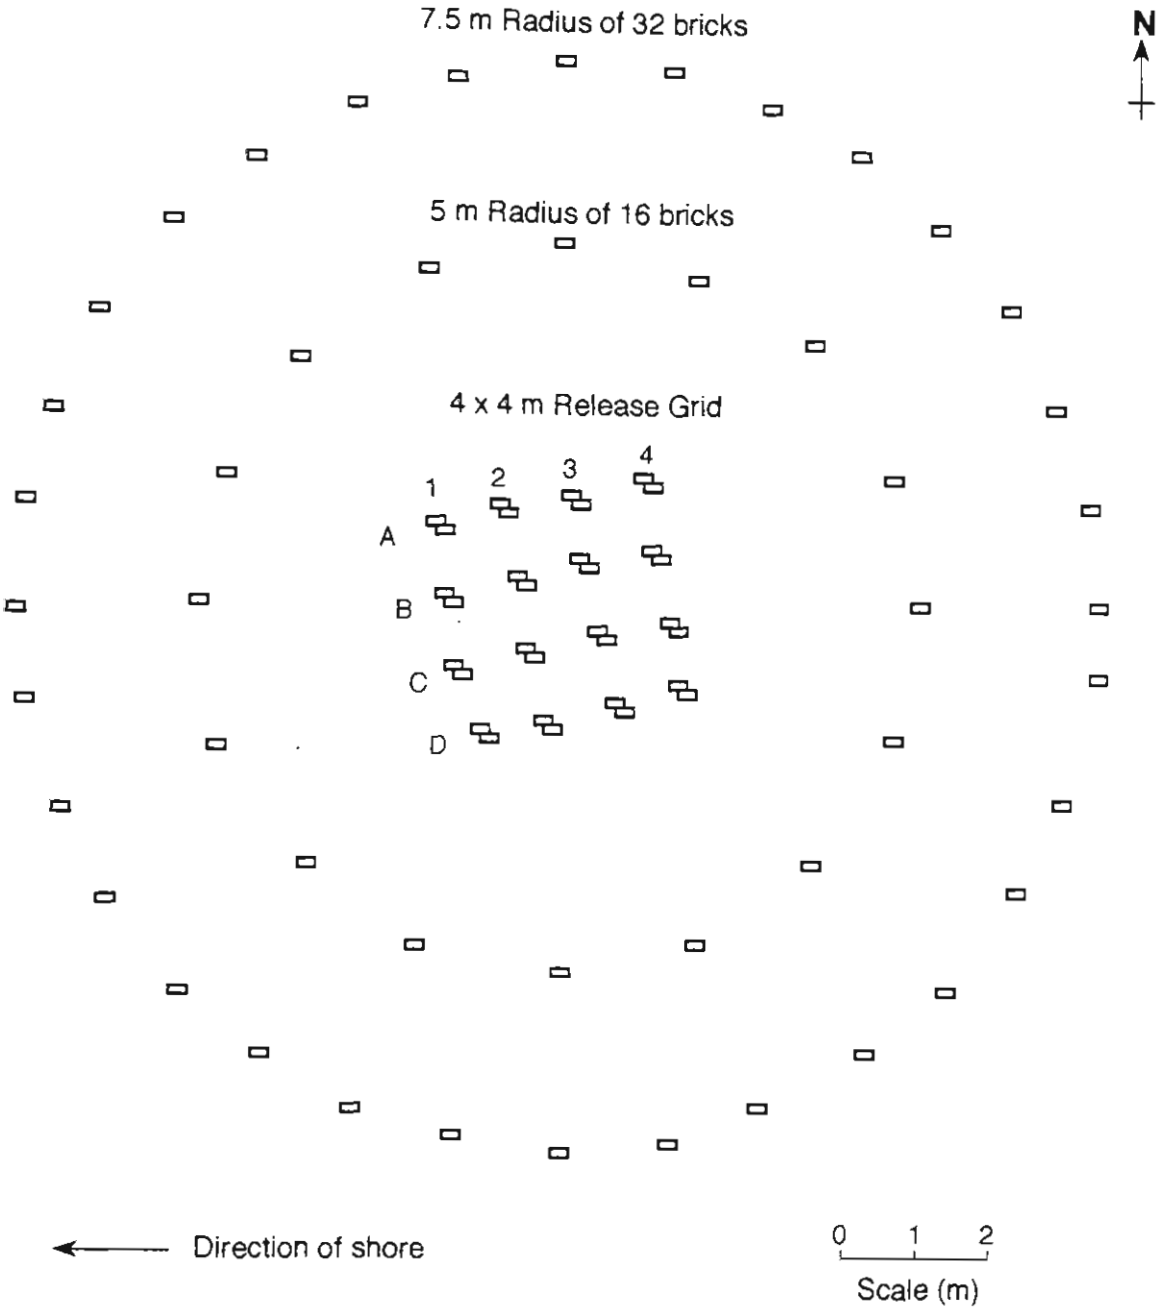 7.5 m Radius of 32 bricks
N
5 m Radius of 16 bricks
4 x 4 m Release Grid
1 2 3 4
A
B
C
D
Direction of shore
0 1 2
Scale (m)